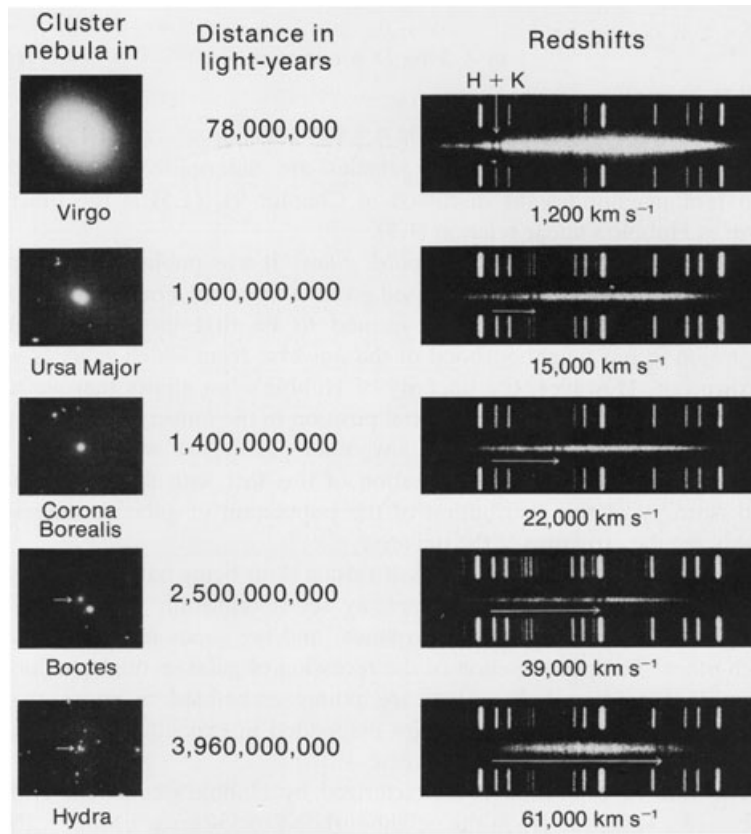 Cluster
nebula in
Distance in
light-years
Redshifts
H + K
78,000,000
Virgo
1,200 km s⁻¹
1,000,000,000
Ursa Major
15,000 km s⁻¹
1,400,000,000
Corona
Borealis
22,000 km s⁻¹
2,500,000,000
Bootes
39,000 km s⁻¹
3,960,000,000
Hydra
61,000 km s⁻¹